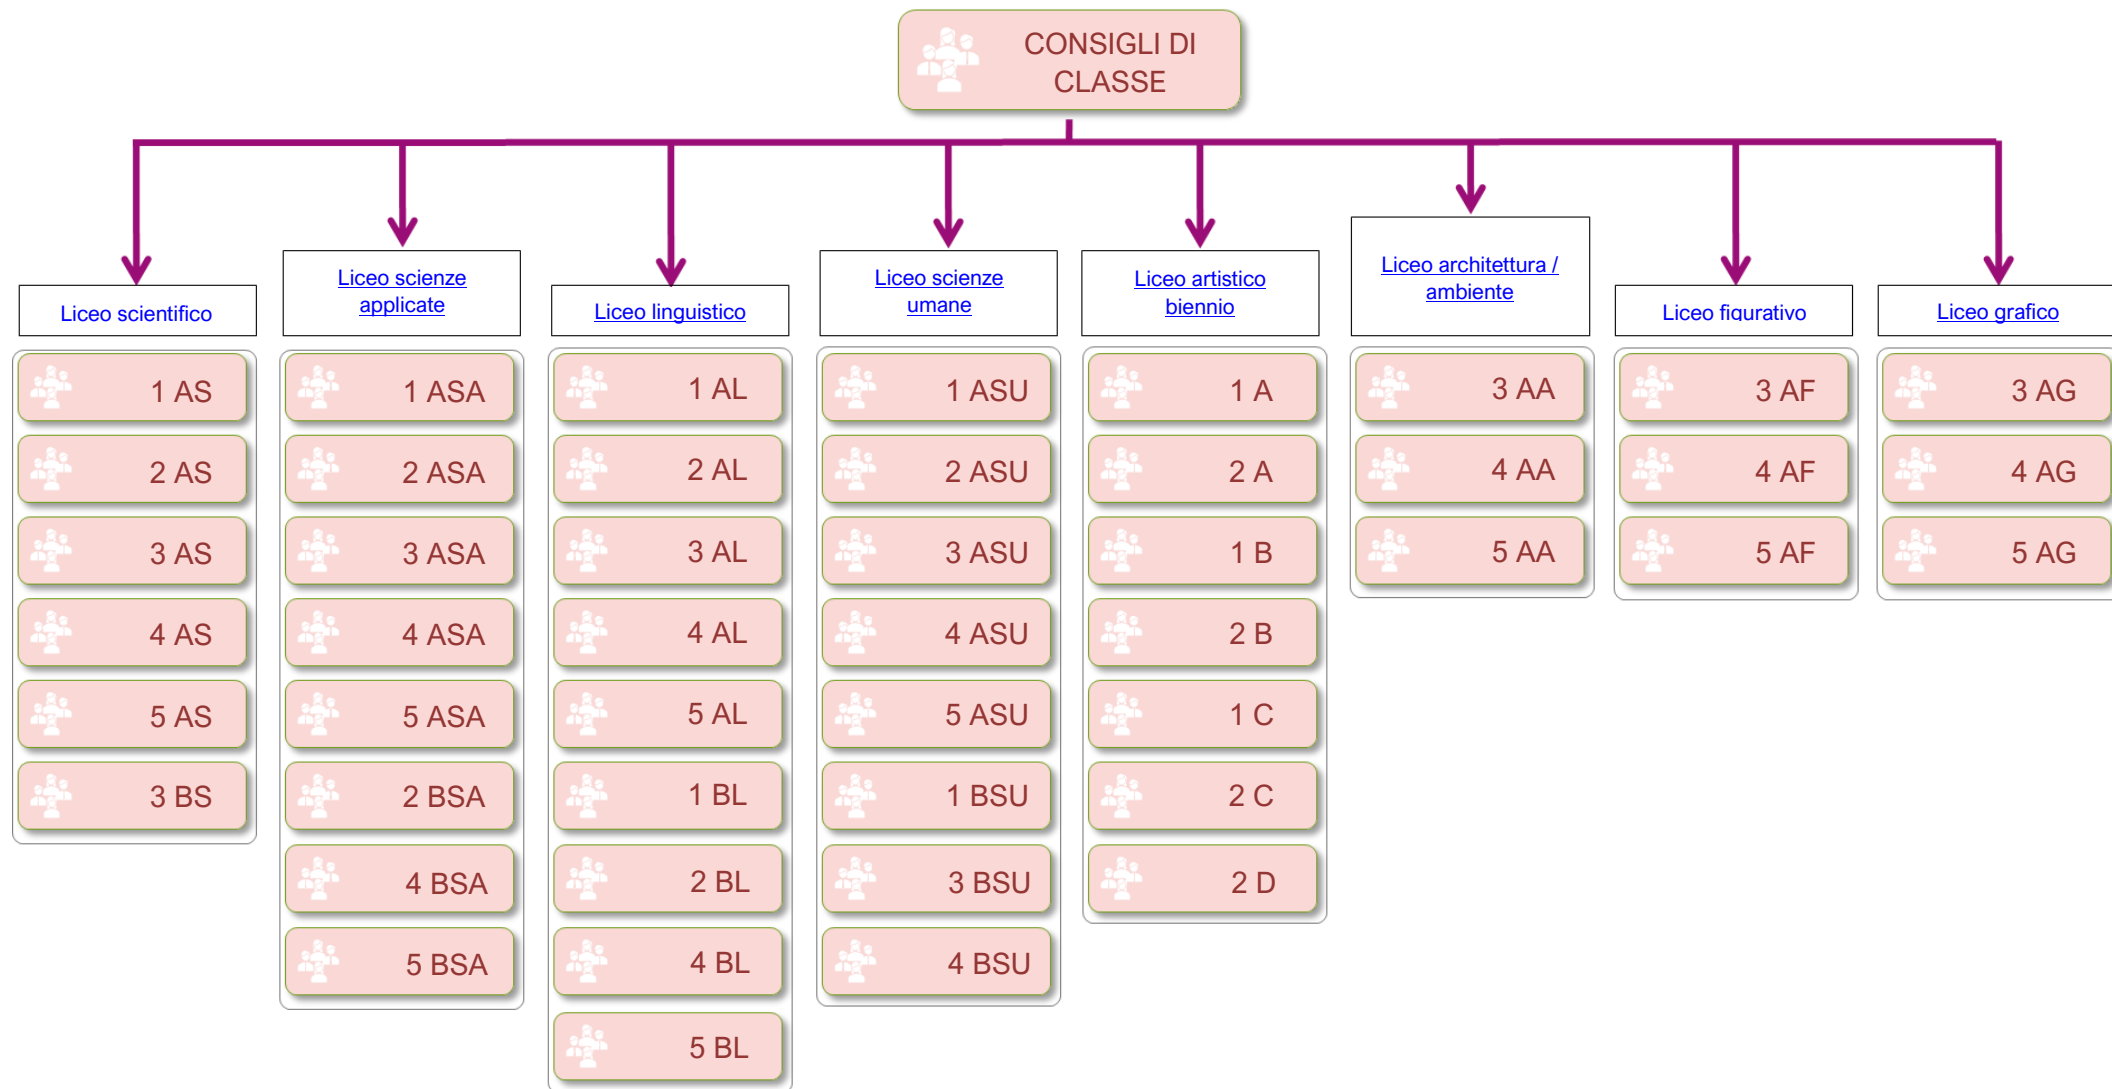 CONSIGLI DI
CLASSE
Liceo scientifico
1 AS
2 AS
3 AS
4 AS
5 AS
3 BS
Liceo scienze
applicate
1 ASA
2 ASA
3 ASA
4 ASA
5 ASA
2 BSA
4 BSA
5 BSA
Liceo linguistico
1 AL
2 AL
3 AL
4 AL
5 AL
1 BL
2 BL
4 BL
5 BL
Liceo scienze
umane
1 ASU
2 ASU
3 ASU
4 ASU
5 ASU
1 BSU
3 BSU
4 BSU
Liceo artistico
biennio
1 A
2 A
1 B
2 B
1 C
2 C
2 D
Liceo architettura /
ambiente
3 AA
4 AA
5 AA
Liceo figurativo
3 AF
4 AF
5 AF
Liceo grafico
3 AG
4 AG
5 AG